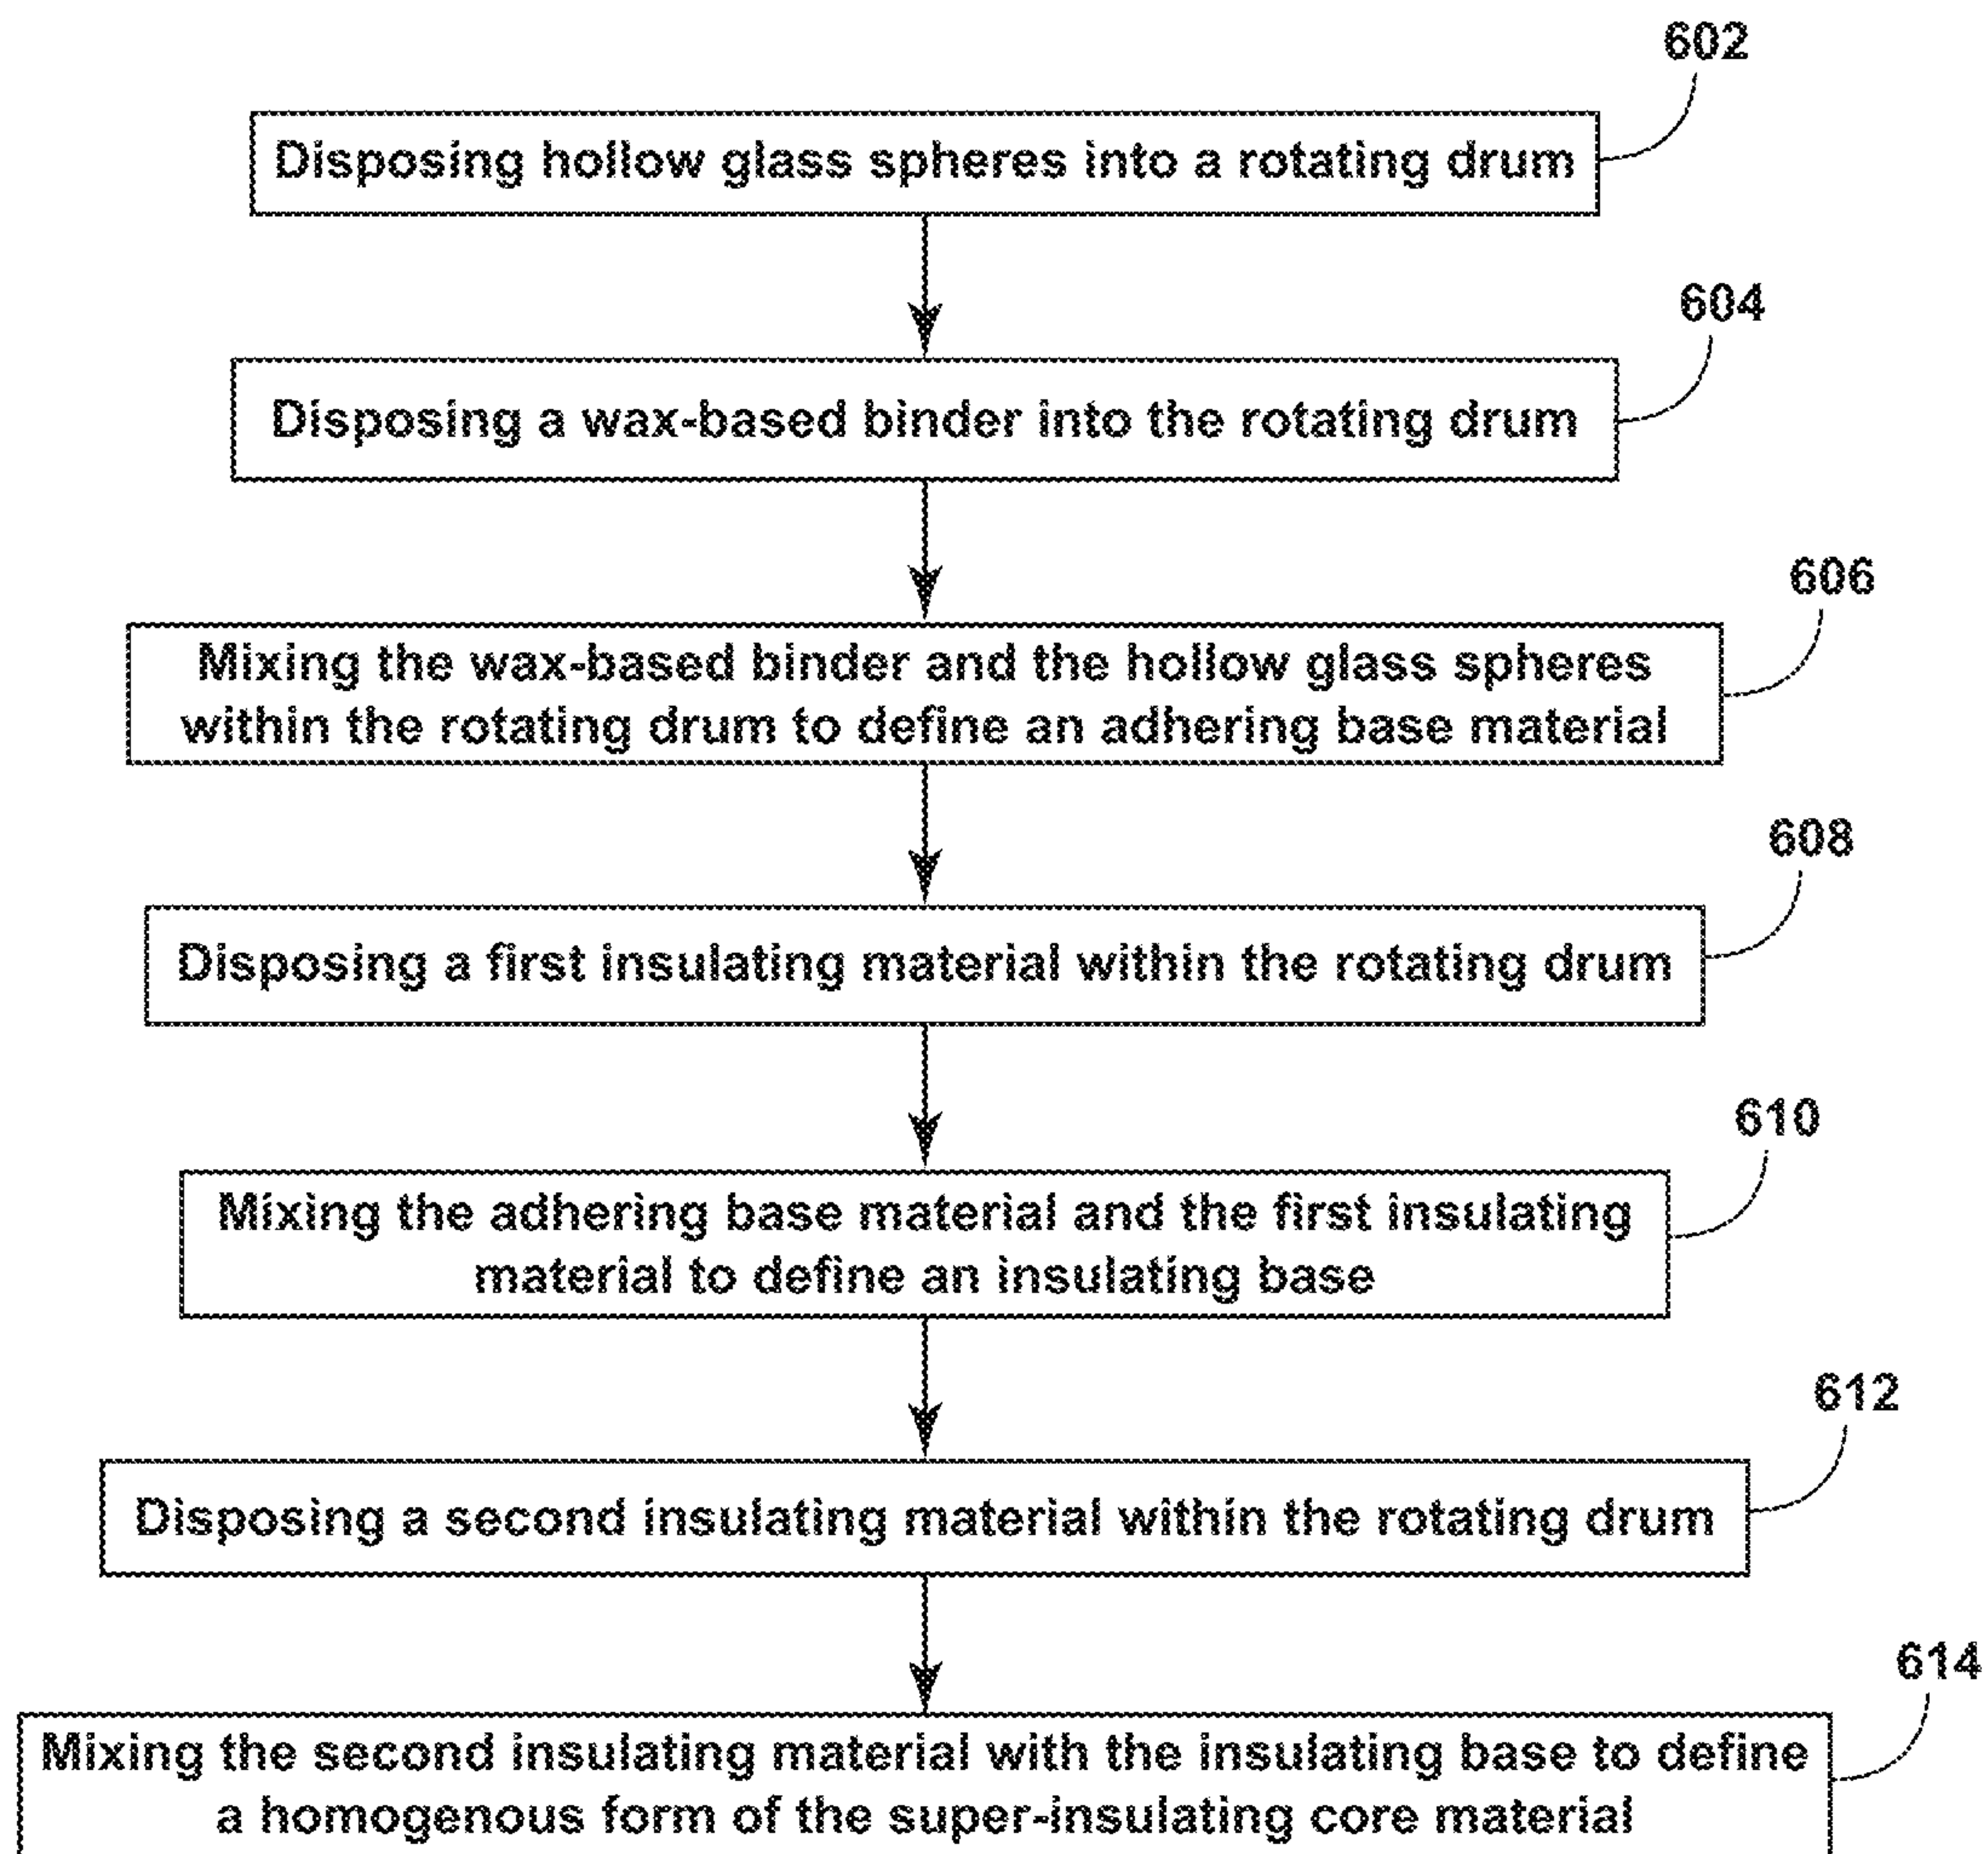 602
Disposing hollow glass spheres into a rotating drum
604
Disposing a wax-based binder into the rotating drum
606
Mixing the wax-based binder and the hollow glass spheres
within the rotating drum to define an adhering base material
608
Disposing a first insulating material within the rotating drum
610
Mixing the adhering base material and the first insulating
material to define an insulating base
612
Disposing a second insulating material within the rotating drum
614
Mixing the second insulating material with the insulating base to define
a homogenous form of the super-insulating core material